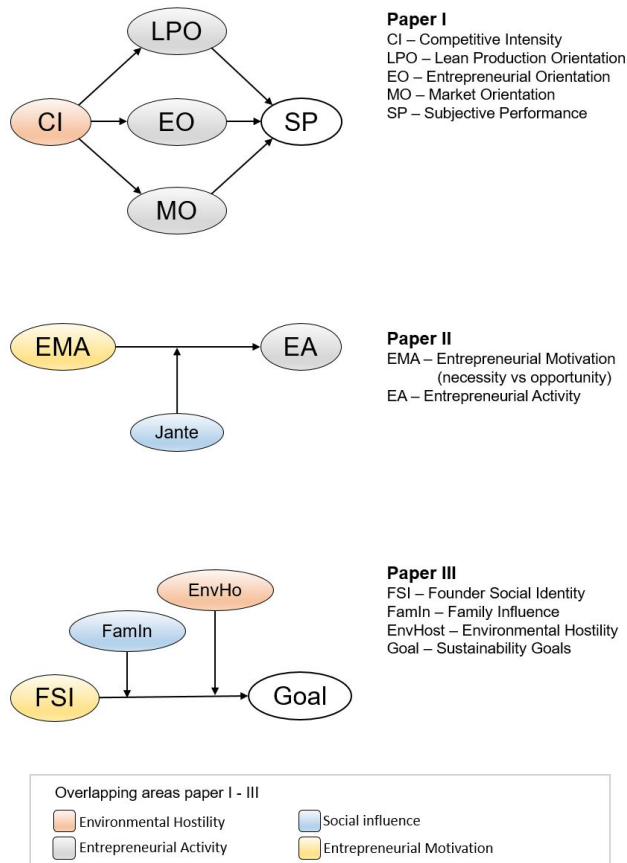 LPO
CI
EO
SP
MO
Paper I
CI – Competitive Intensity
LPO – Lean Production Orientation
EO – Entrepreneurial Orientation
MO – Market Orientation
SP – Subjective Performance
EMA
EA
Jante
Paper II
EMA – Entrepreneurial Motivation
(necessity vs opportunity)
EA – Entrepreneurial Activity
EnvHo
FamIn
FSI
Goal
Paper III
FSI – Founder Social Identity
FamIn – Family Influence
EnvHost – Environmental Hostility
Goal – Sustainability Goals
Overlapping areas paper I - III
Environmental Hostility
Social influence
Entrepreneurial Activity
Entrepreneurial Motivation